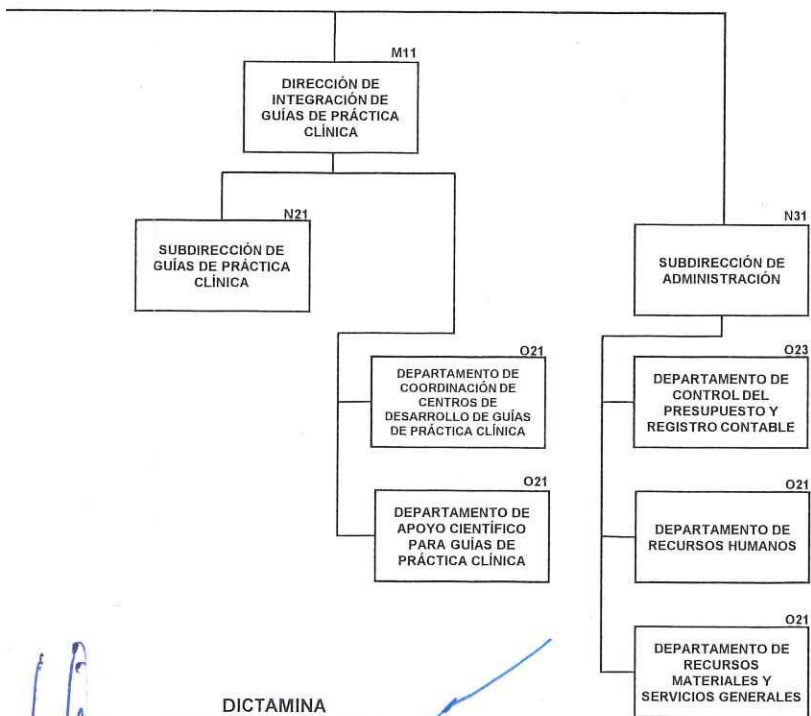 M11
DIRECCIÓN DE
INTEGRACIÓN DE
GUÍAS DE PRÁCTICA
CLÍNICA
N21
SUBDIRECCIÓN DE
GUÍAS DE PRÁCTICA
CLÍNICA
N31
SUBDIRECCIÓN DE
ADMINISTRACIÓN
O21
DEPARTAMENTO DE
COORDINACIÓN DE
CENTROS DE
DESARROLLO DE GUÍAS
DE PRÁCTICA CLÍNICA
O23
DEPARTAMENTO DE
CONTROL DEL
PRESUPUESTO Y
REGISTRO CONTABLE
O21
DEPARTAMENTO DE
APOYO CIENTÍFICO
PARA GUÍAS DE
PRÁCTICA CLÍNICA
O21
DEPARTAMENTO DE
RECURSOS HUMANOS
O21
DEPARTAMENTO DE
RECURSOS
MATERIALES Y
SERVICIOS GENERALES
DICTAMINA